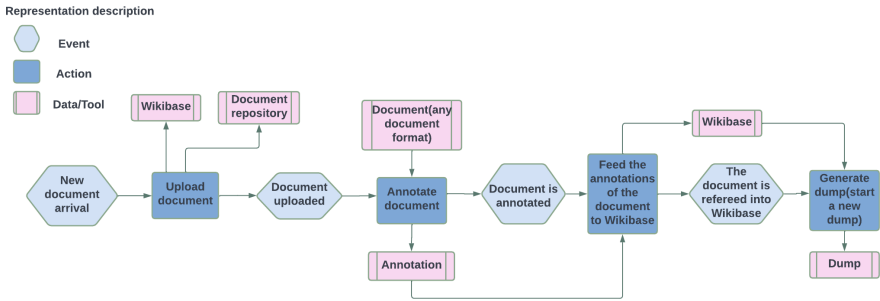 Representation description
Event
Action
Data/Tool
Wikibase
Document
repository
New
document
arrival
Upload
document
Document
uploaded
Document(any
document
format)
Annotate
document
Annotation
Document is
annotated
Feed the
annotations
of the
document
to Wikibase
Wikibase
The
document is
refereed into
Wikibase
Generate
dump(start
a new
dump)
Dump